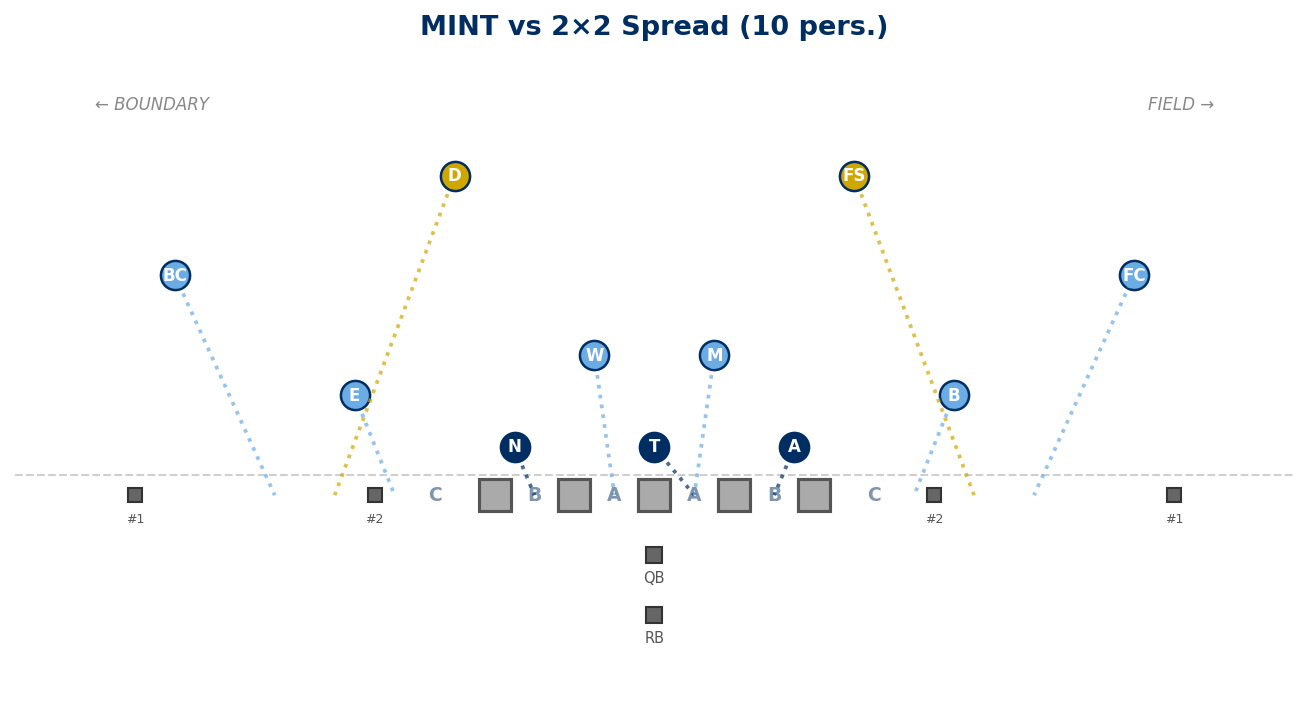 MINT vs 2×2 Spread (10 pers.)
← BOUNDARY
FIELD →
D
FS
BC
FC
W
M
E
B
N
T
A
C
B
A
A
B
C
#1
#2
#2
#1
QB
RB